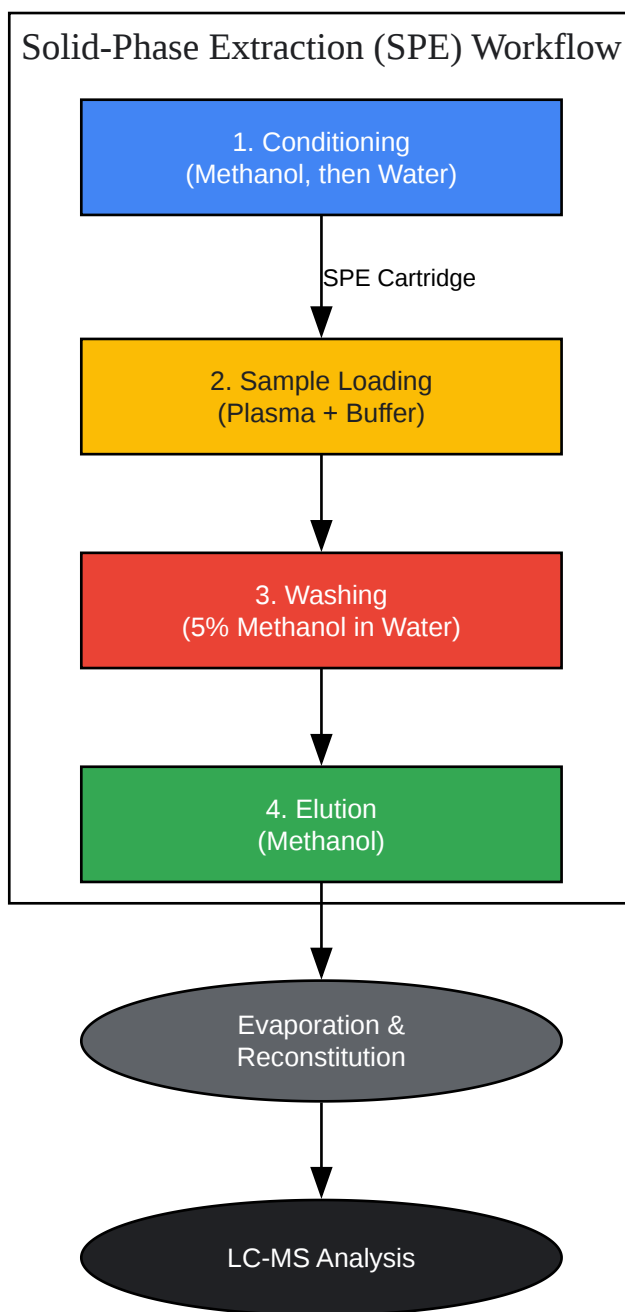 Solid-Phase Extraction (SPE) Workflow
1. Conditioning
(Methanol, then Water)
SPE Cartridge
2. Sample Loading
(Plasma + Buffer)
3. Washing
(5% Methanol in Water)
4. Elution
(Methanol)
Evaporation &
Reconstitution
LC-MS Analysis